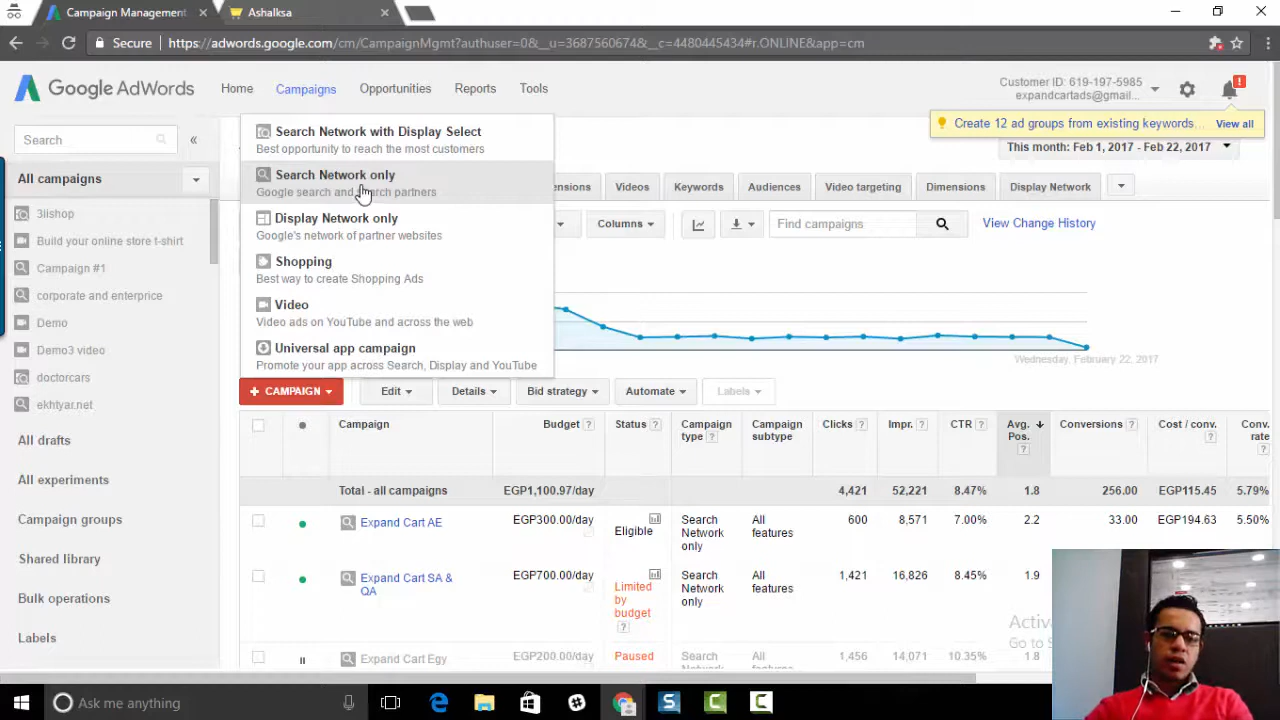 Campaign Management
Ashalksa
Secure
https://adwords.google.com/cm/CampaignMgmt?authuser=0&__u=3687560674&__c=4480445434#r.ONLINE&app=cm
Google AdWords
Home
Campaigns
Opportunities
Reports
Tools
Customer ID: 619-197-5985
expandcartads@gmail...
Create 12 ad groups from existing keywords...
View all
This month: Feb 1, 2017 - Feb 22, 2017
Search
«
All campaigns
3lishop
Build your online store t-shirt
Campaign #1
corporate and enterprice
Demo
Demo3 video
doctorcars
ekhtyar.net
All drafts
All experiments
Campaign groups
Shared library
Bulk operations
Labels
Search Network with Display Select
Best opportunity to reach the most customers
Search Network only
Google search and search partners
Display Network only
Google's network of partner websites
Shopping
Best way to create Shopping Ads
Video
Video ads on YouTube and across the web
Universal app campaign
Promote your app across Search, Display and YouTube
Videos
Keywords
Audiences
Video targeting
Dimensions
Display Network
Columns
Find campaigns
View Change History
Wednesday, February 22, 2017
+ CAMPAIGN
Edit
Details
Bid strategy
Automate
Labels
Campaign
Budget ?
Status ?
Campaign type ?
Campaign subtype
Clicks ?
Impr. ?
CTR ?
Avg. Pos. ?
Conversions ?
Cost / conv. ?
Conv. rate ?
Total - all campaigns
EGP1,100.97/day
4,421
52,221
8.47%
1.8
256.00
EGP115.45
5.79%
Expand Cart AE
EGP300.00/day
Eligible
Search Network only
All features
600
8,571
7.00%
2.2
33.00
EGP194.63
5.50%
Expand Cart SA & QA
EGP700.00/day
Limited by budget ?
Search Network only
All features
1,421
16,826
8.45%
1.9
Expand Cart Egy
EGP200.00/day
Paused
Search
All
1,456
14,071
10.35%
1.8
Go to
Ask me anything